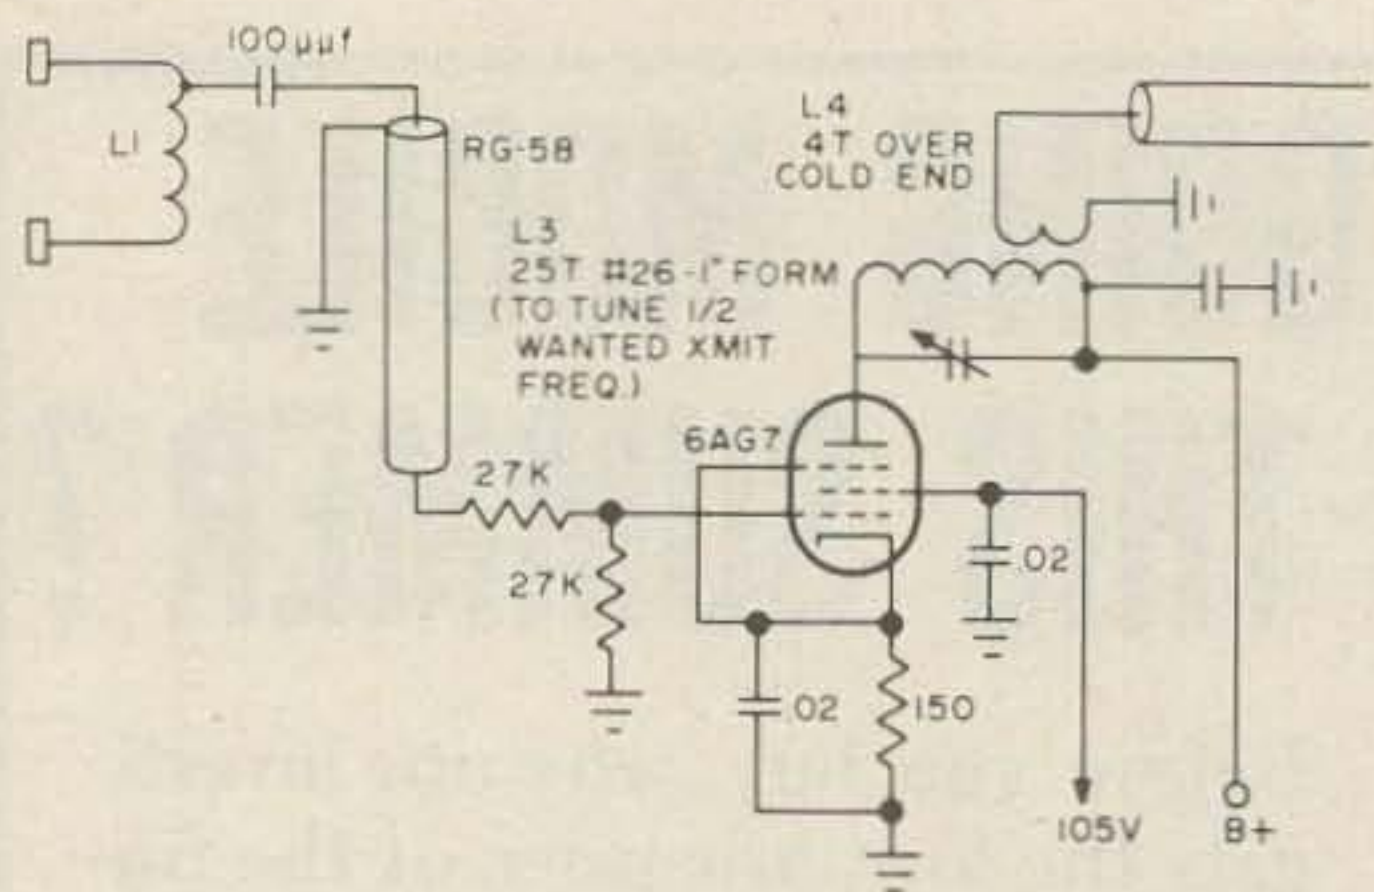 100µµf
L1
RG-58
L4
4T OVER
COLD END
L3
25T #26-1" FORM
(TO TUNE 1/2
WANTED XMIT
FREQ.)
6AG7
27K
27K
.02
.02
150
105V
B+